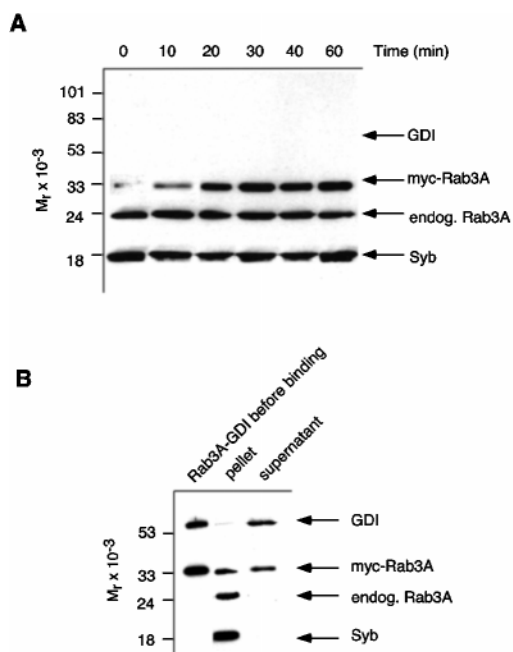 A
0 10 20 30 40 60 Time (min)
101
83
53
33
24
18
Mr x 10-3
GDI
myc-Rab3A
endog. Rab3A
Syb
B
Rab3A-GDI before binding
pellet
supernatant
53
33
24
18
Mr x 10-3
GDI
myc-Rab3A
endog. Rab3A
Syb